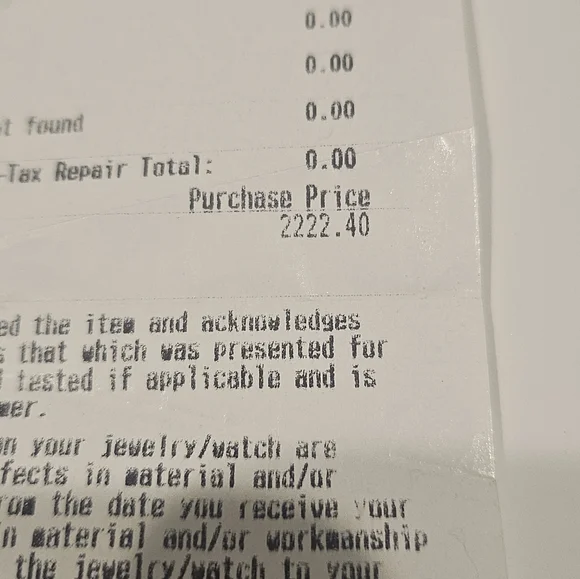 0.00
0.00
0.00
t found
-Tax Repair Total: 0.00
Purchase Price
2222.40
ed the item and acknowledges
s that which was presented for
d tested if applicable and is
mer.
on your jewelry/watch are
fects in material and/or
rom the date you receive your
in material and/or workmanship
the jewelry/watch to your